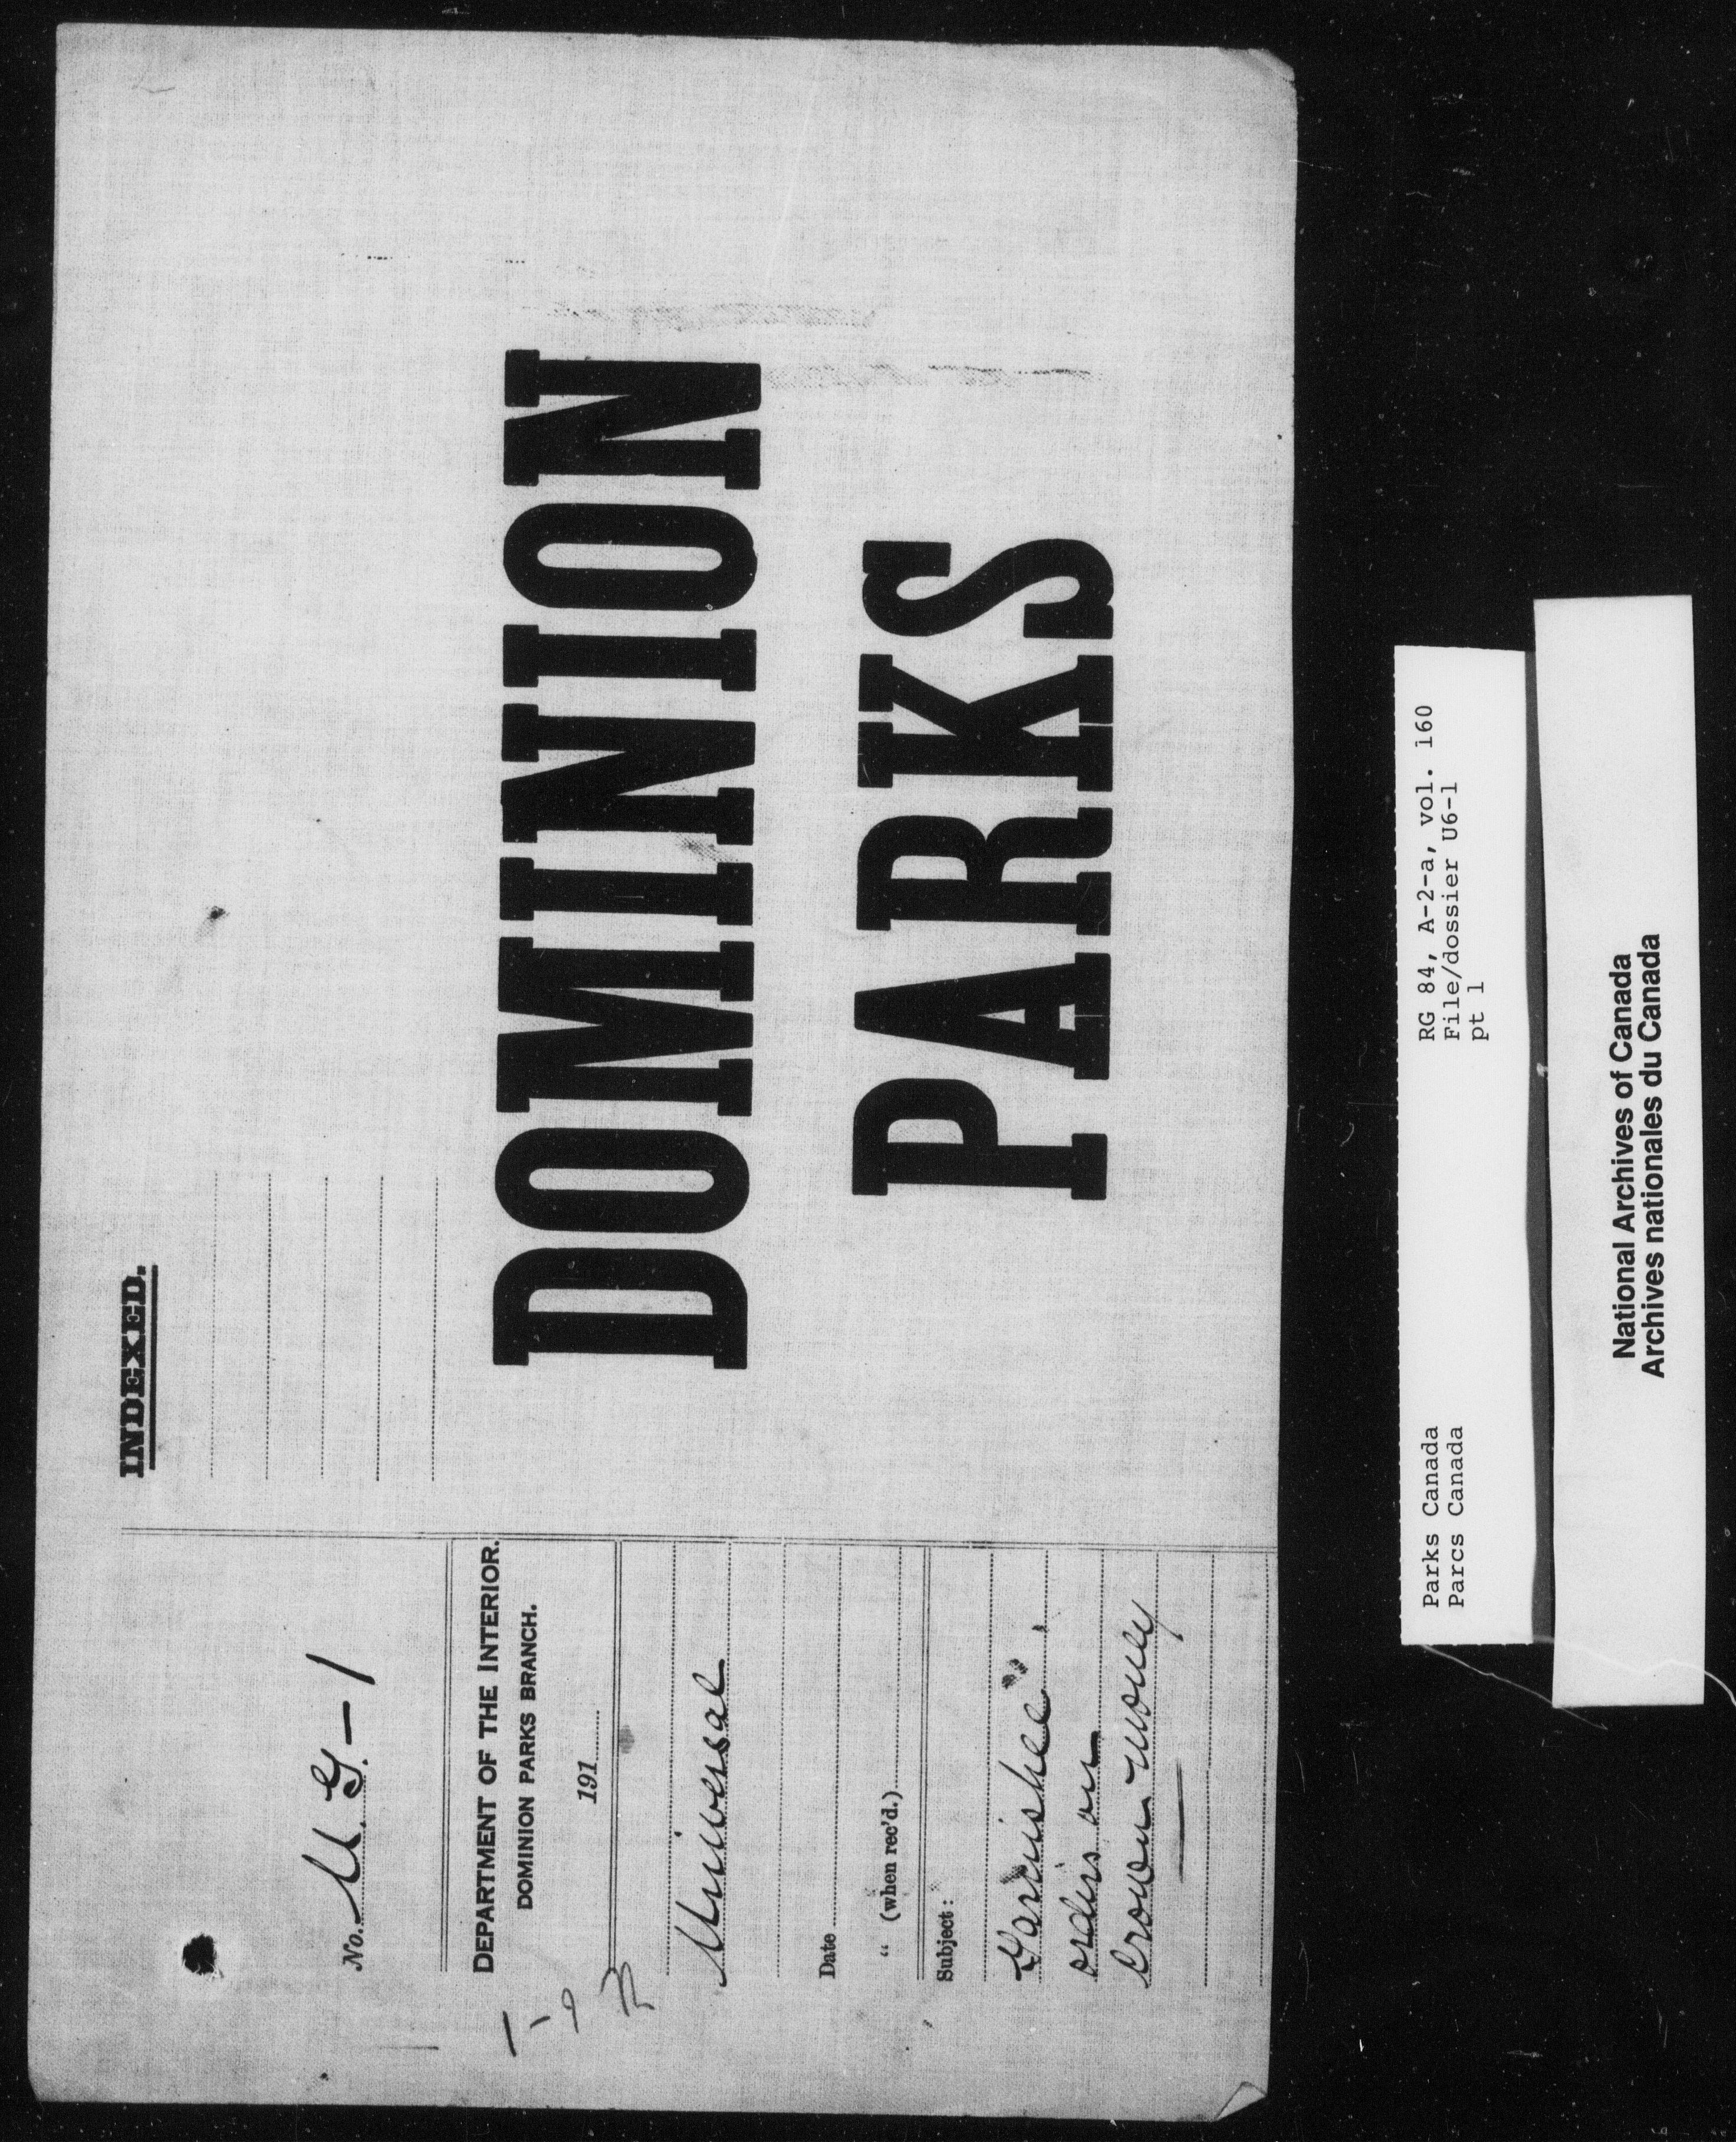 No. U. G. - 1
DEPARTMENT OF THE INTERIOR.
DOMINION PARKS BRANCH.
191
Universal
Date
" (when rec'd.)
Subject:
Garnishee
orders on
Crown money
INDEXED.
DOMINION
PARKS
Parks Canada
Parcs Canada
RG 84, A-2-a, vol. 160
File/dossier U6-1
pt 1
National Archives of Canada
Archives nationales du Canada